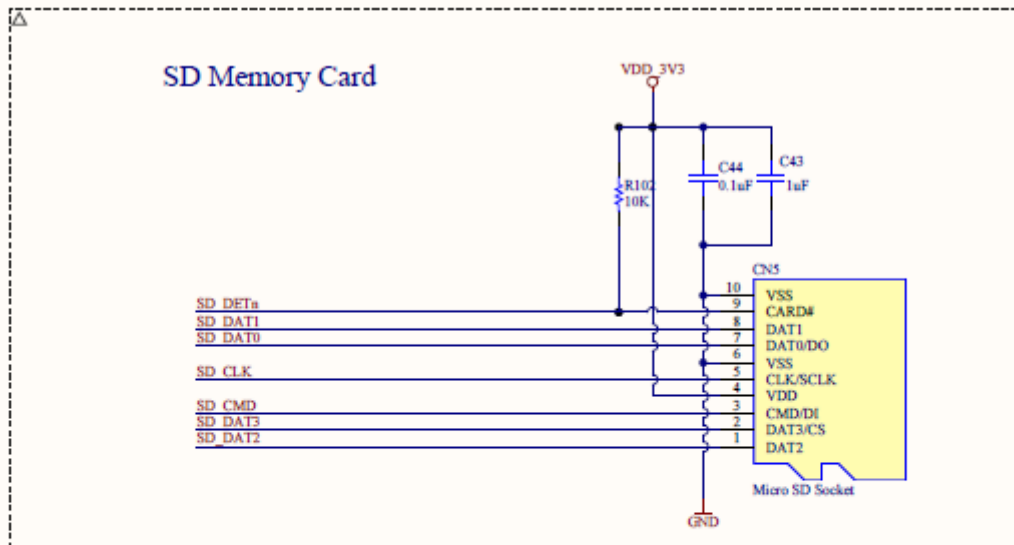 SD Memory Card
VDD_3V3
C44
0.1uF
C43
1uF
R102
10K
CN5
SD_DETn
SD_DAT1
SD_DAT0
SD_CLK
SD_CMD
SD_DAT3
SD_DAT2
10 VSS
9 CARD#
8 DAT1
7 DAT0/DO
6 VSS
5 CLK/SCLK
4 VDD
3 CMD/DI
2 DAT3/CS
1 DAT2
Micro SD Socket
GND